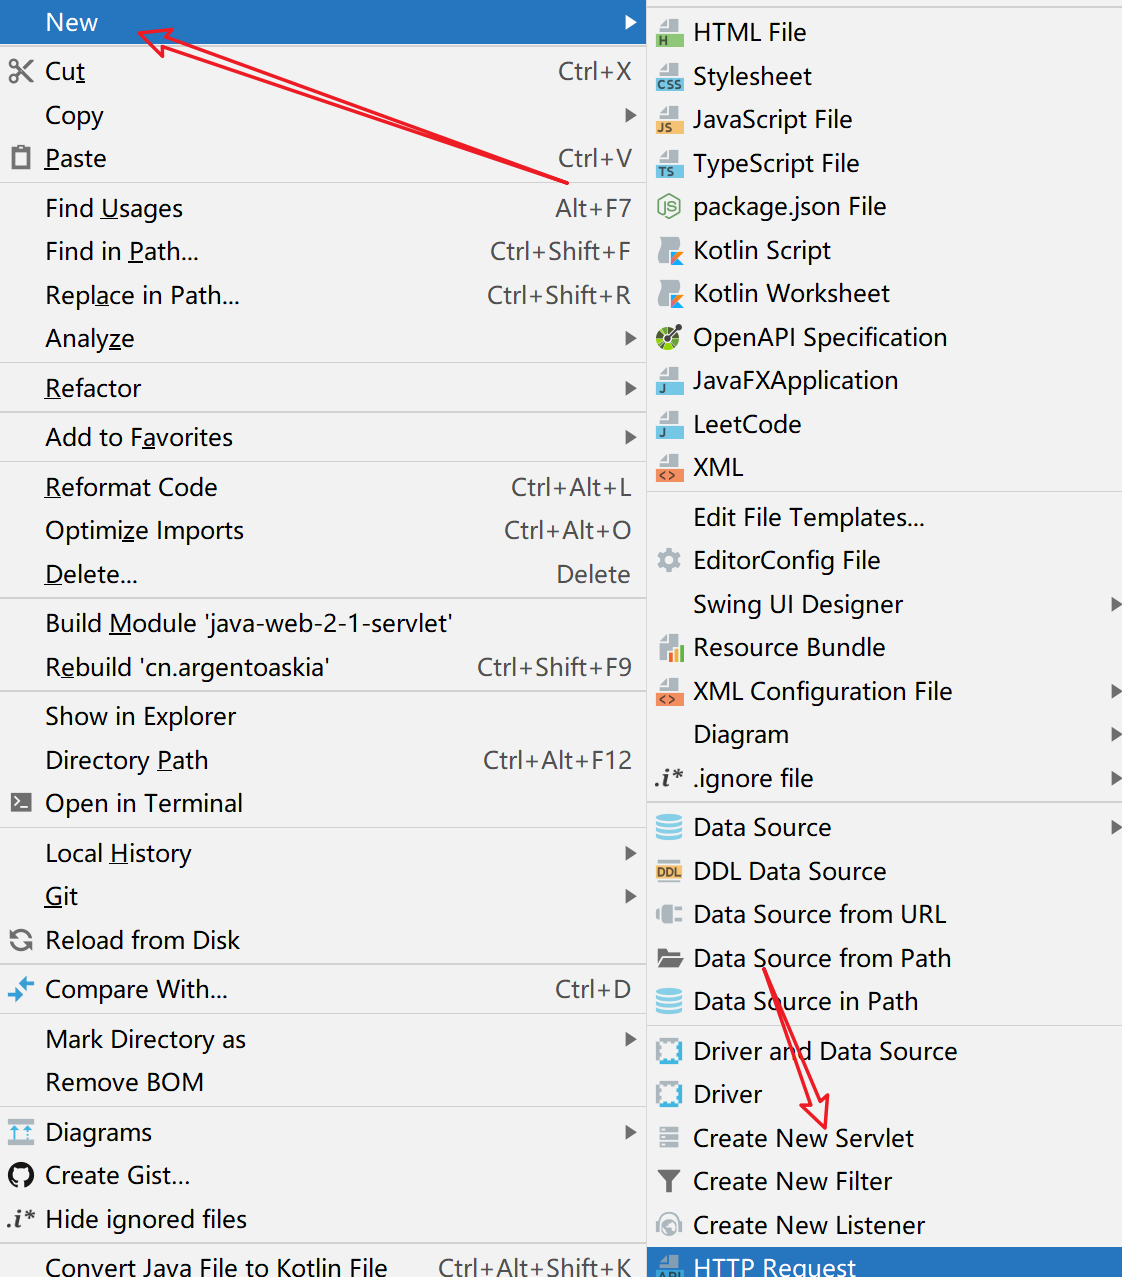 New
Cut Ctrl+X
Copy
Paste Ctrl+V
Find Usages Alt+F7
Find in Path... Ctrl+Shift+F
Replace in Path... Ctrl+Shift+R
Analyze
Refactor
Add to Favorites
Reformat Code Ctrl+Alt+L
Optimize Imports Ctrl+Alt+O
Delete... Delete
Build Module 'java-web-2-1-servlet'
Rebuild 'cn.argentoaskia' Ctrl+Shift+F9
Show in Explorer
Directory Path Ctrl+Alt+F12
Open in Terminal
Local History
Git
Reload from Disk
Compare With... Ctrl+D
Mark Directory as
Remove BOM
Diagrams
Create Gist...
.i* Hide ignored files
Convert Java File to Kotlin File Ctrl+Alt+Shift+K
H HTML File
CSS Stylesheet
JS JavaScript File
TS TypeScript File
JS package.json File
Kotlin Script
Kotlin Worksheet
OpenAPI Specification
J JavaFXApplication
J LeetCode
<> XML
Edit File Templates...
EditorConfig File
Swing UI Designer
Resource Bundle
<> XML Configuration File
Diagram
.i* .ignore file
Data Source
DDL DDL Data Source
Data Source from URL
Data Source from Path
Data Source in Path
Driver and Data Source
Driver
Create New Servlet
Create New Filter
Create New Listener
API HTTP Request